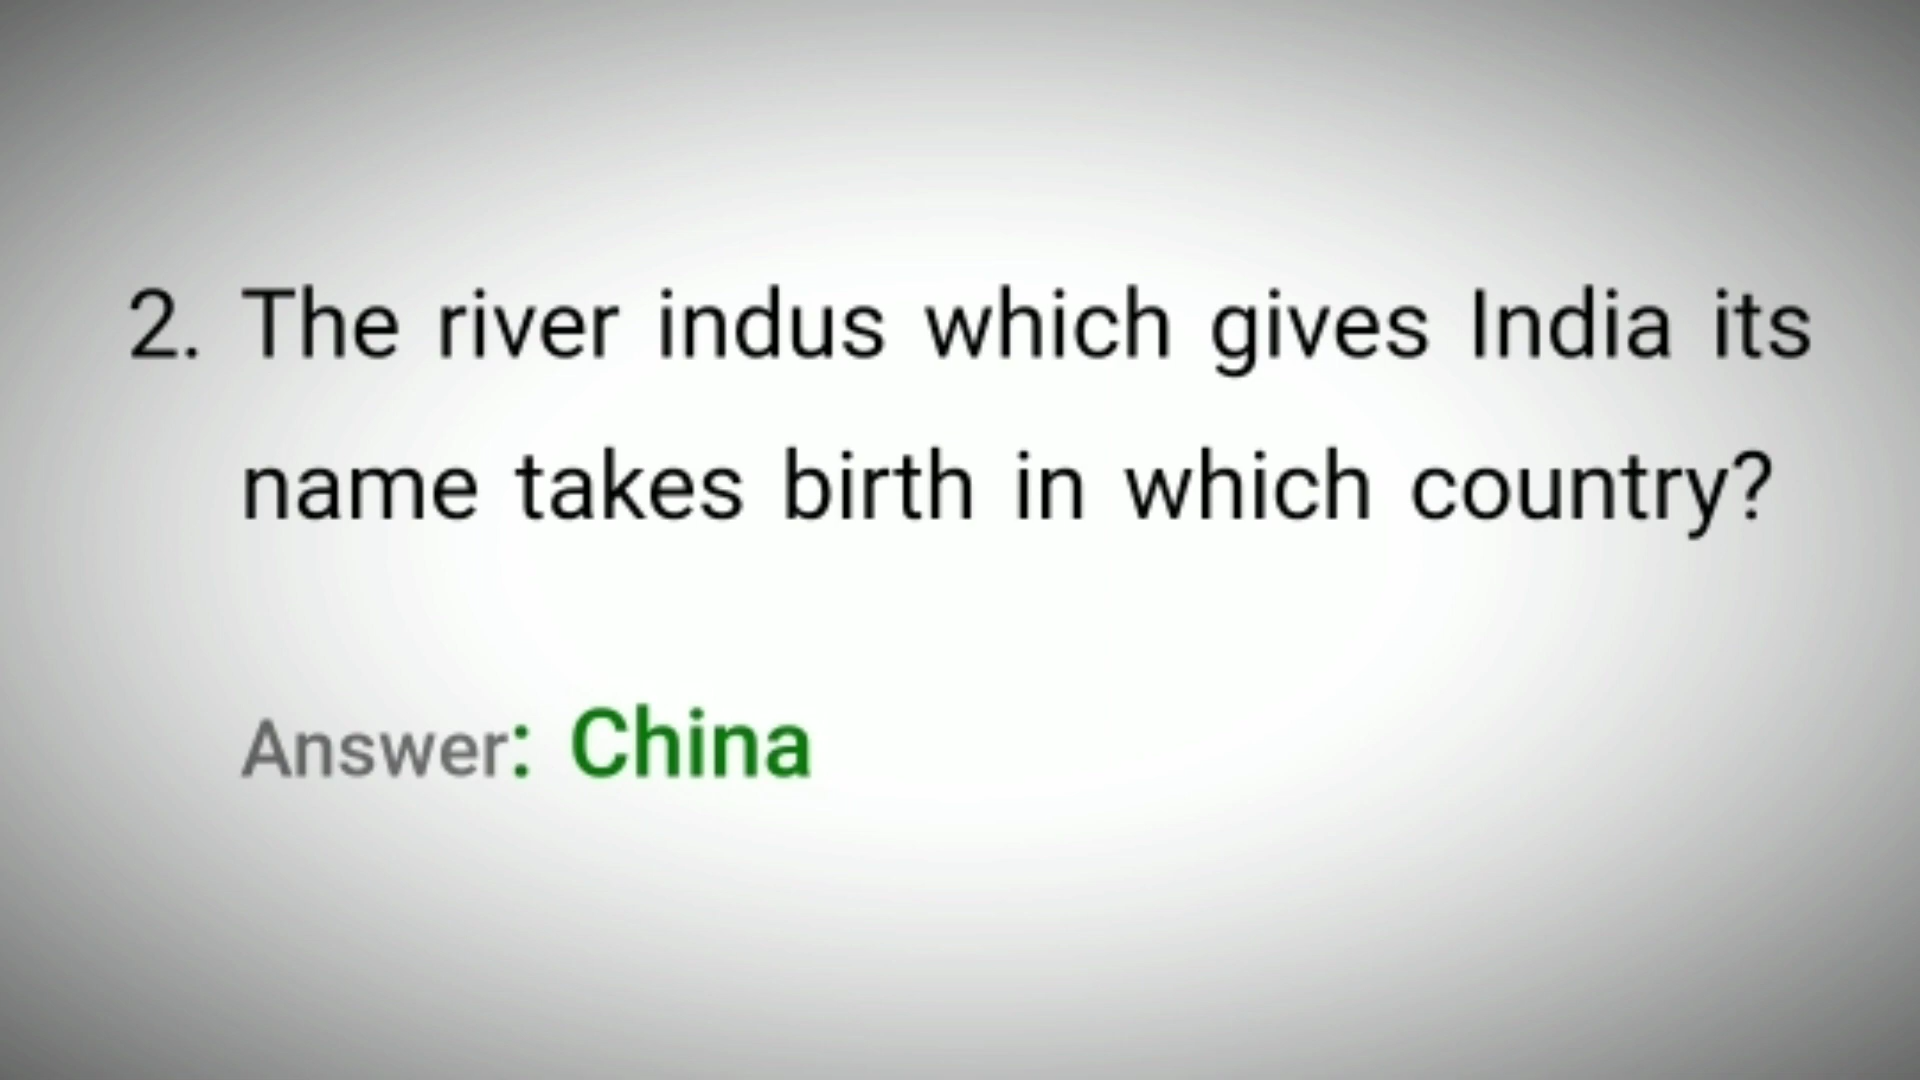 2. The river indus which gives India its
name takes birth in which country?
Answer: China